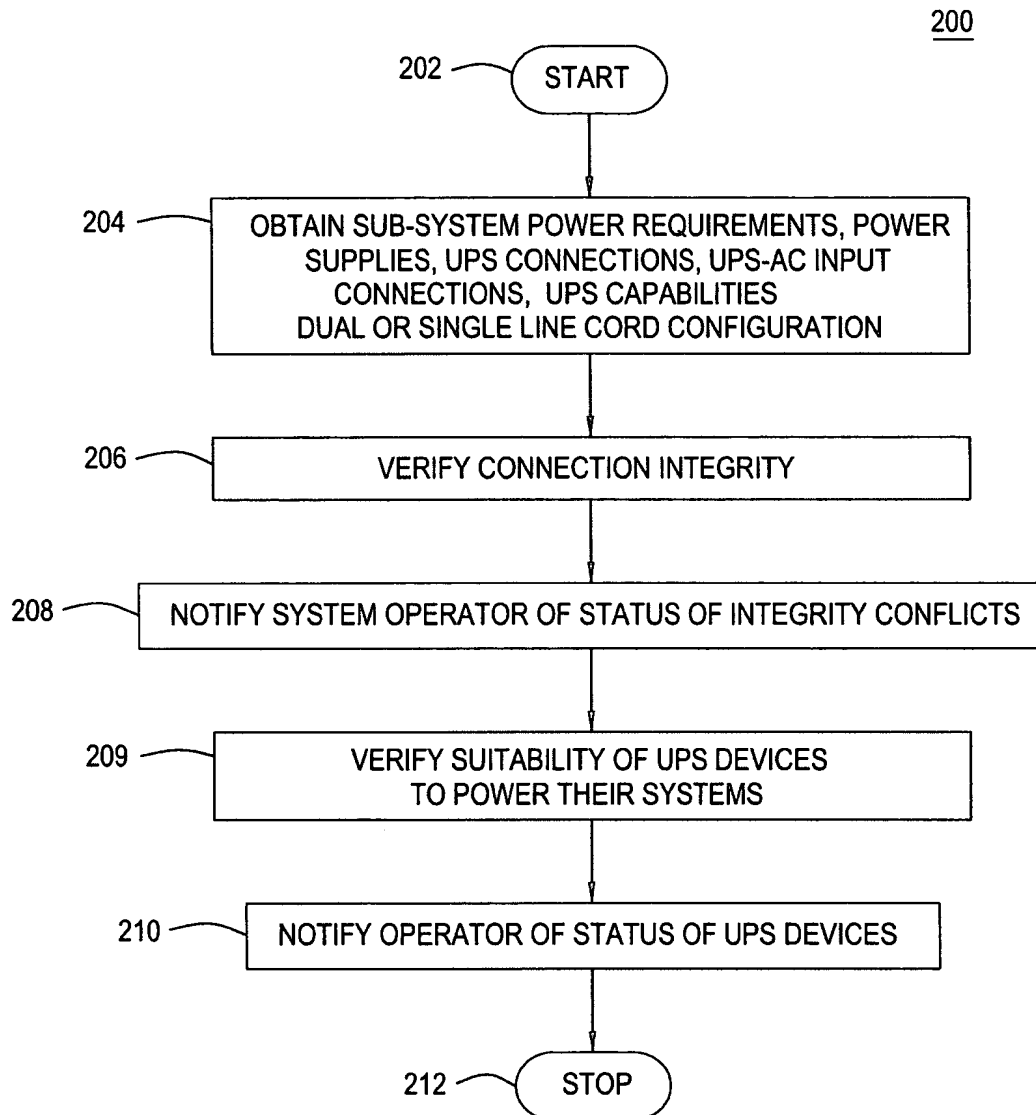 200
202
START
204
OBTAIN SUB-SYSTEM POWER REQUIREMENTS, POWER
SUPPLIES, UPS CONNECTIONS, UPS-AC INPUT
CONNECTIONS, UPS CAPABILITIES
DUAL OR SINGLE LINE CORD CONFIGURATION
206
VERIFY CONNECTION INTEGRITY
208
NOTIFY SYSTEM OPERATOR OF STATUS OF INTEGRITY CONFLICTS
209
VERIFY SUITABILITY OF UPS DEVICES
TO POWER THEIR SYSTEMS
210
NOTIFY OPERATOR OF STATUS OF UPS DEVICES
212
STOP